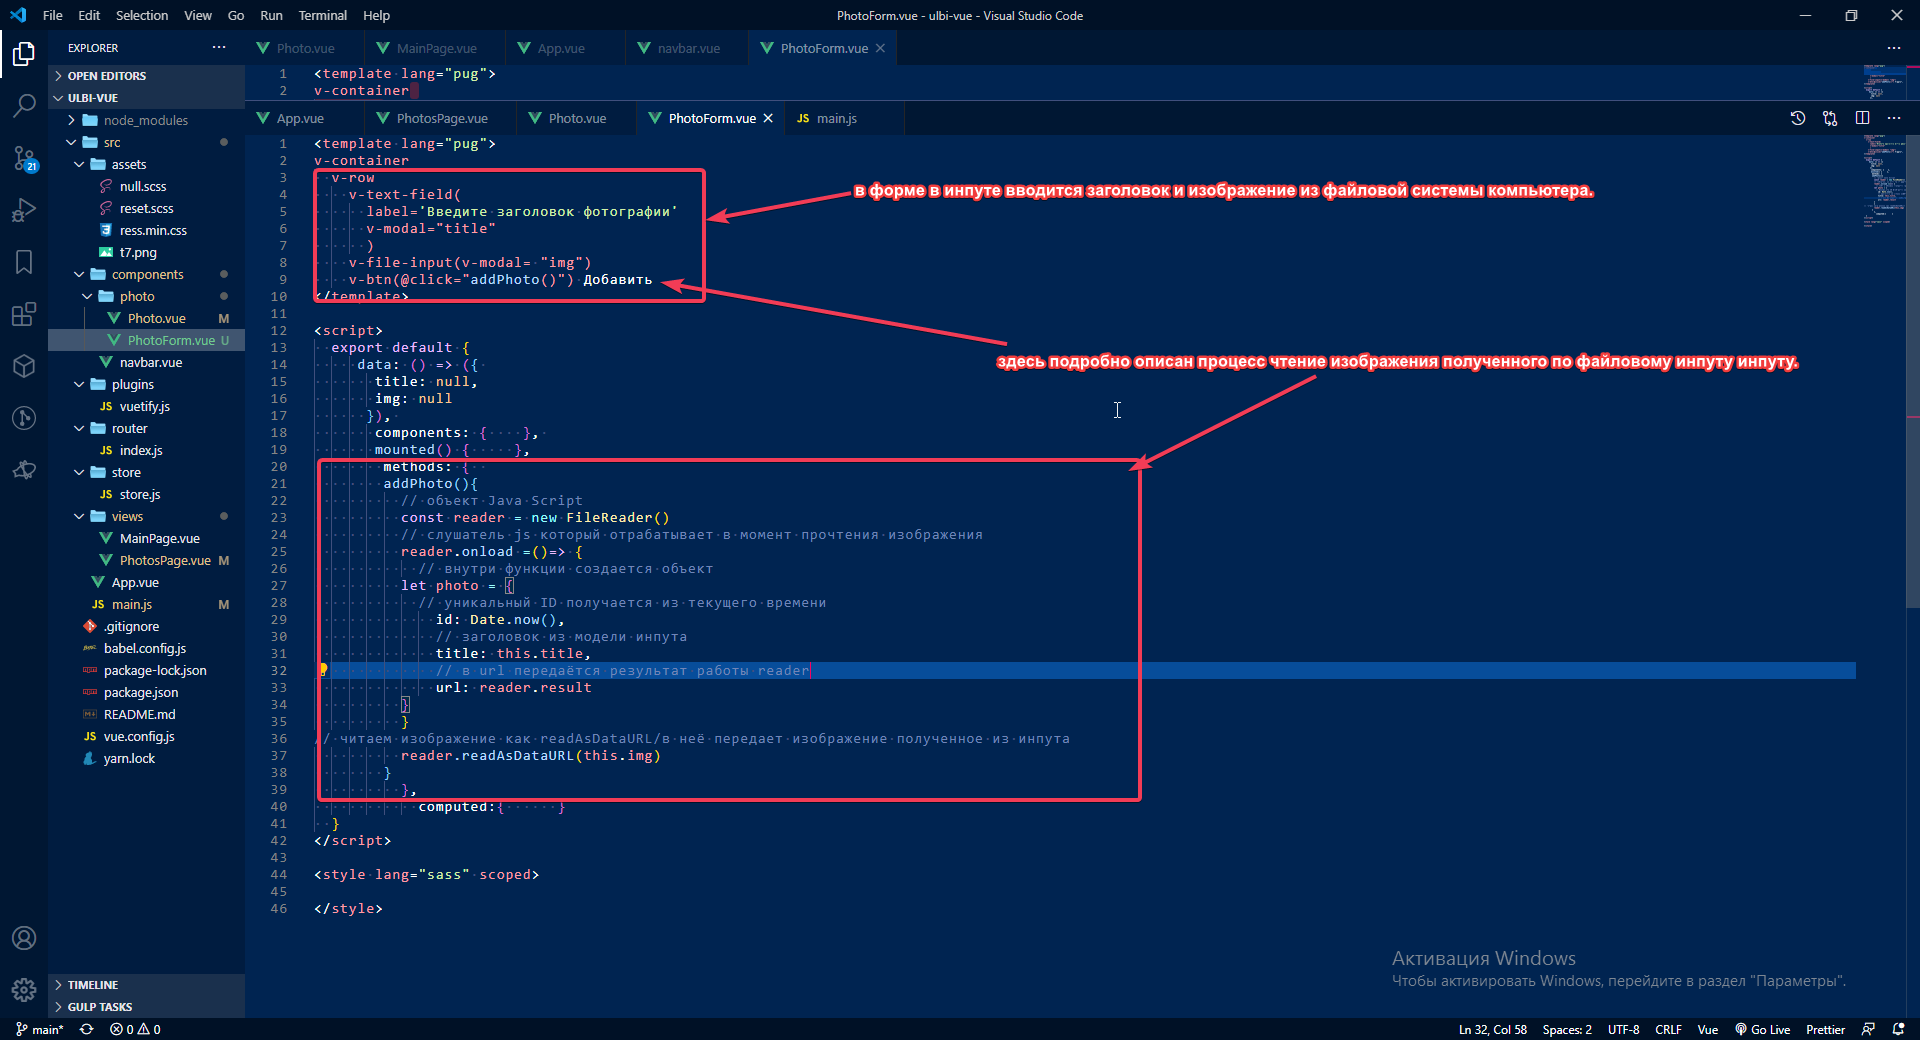 File Edit Selection View Go Run Terminal Help
PhotoForm.vue - ulbi-vue - Visual Studio Code
EXPLORER
OPEN EDITORS
ULBI-VUE
node_modules
src
assets
null.scss
reset.scss
ress.min.css
t7.png
components
photo
Photo.vue M
PhotoForm.vue U
navbar.vue
plugins
JS vuetify.js
router
JS index.js
store
JS store.js
views
MainPage.vue
PhotosPage.vue M
App.vue
JS main.js M
.gitignore
babel.config.js
package-lock.json
package.json
README.md
JS vue.config.js
yarn.lock
TIMELINE
GULP TASKS
21
Photo.vue MainPage.vue App.vue navbar.vue PhotoForm.vue
1 <template lang="pug">
2 v-container
App.vue PhotosPage.vue Photo.vue PhotoForm.vue JS main.js
1 <template lang="pug">
2 v-container
3 v-row
4 v-text-field(
5 label='Введите заголовок фотографии'
6 v-modal="title"
7 )
8 v-file-input(v-modal= "img")
9 v-btn(@click="addPhoto()") Добавить
10 </template>
11
12 <script>
13 export default {
14 data: () => ({
15 title: null,
16 img: null
17 }),
18 components: { },
19 mounted() { },
20 methods: {
21 addPhoto(){
22 // объект Java Script
23 const reader = new FileReader()
24 // слушатель js который отрабатывает в момент прочтения изображения
25 reader.onload =()=> {
26 // внутри функции создается объект
27 let photo = {
28 // уникальный ID получается из текущего времени
29 id: Date.now(),
30 // заголовок из модели инпута
31 title: this.title,
32 // в url передаётся результат работы reader
33 url: reader.result
34 }
35 }
36 // читаем изображение как readAsDataURL/в неё передает изображение полученное из инпута
37 reader.readAsDataURL(this.img)
38 }
39 },
40 computed:{ }
41 }
42 </script>
43
44 <style lang="sass" scoped>
45
46 </style>
в форме в инпуте вводится заголовок и изображение из файловой системы компьютера.
здесь подробно описан процесс чтение изображения полученного по файловому инпуту инпуту.
Активация Windows
Чтобы активировать Windows, перейдите в раздел "Параметры".
main* 0 0
Ln 32, Col 58 Spaces: 2 UTF-8 CRLF Vue Go Live Prettier